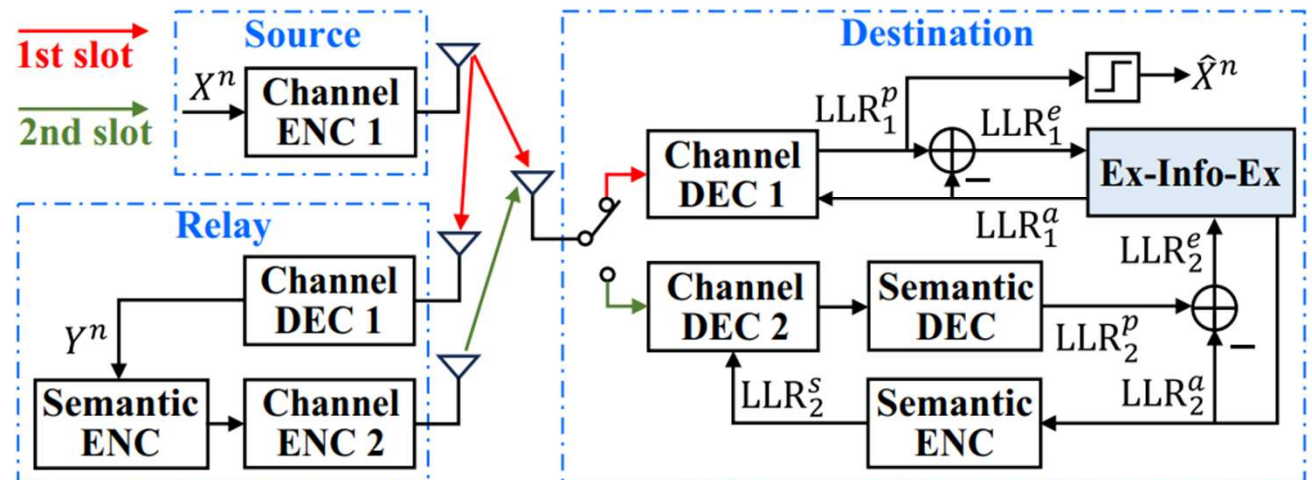 1st slot
2nd slot
Source
X^n
Channel
ENC 1
Relay
Channel
DEC 1
Y^n
Semantic
ENC
Channel
ENC 2
Destination
Channel
DEC 1
LLR_1^p
X̂^n
LLR_1^e
−
Ex-Info-Ex
LLR_1^a
LLR_2^e
Channel
DEC 2
Semantic
DEC
LLR_2^p
−
LLR_2^s
Semantic
ENC
LLR_2^a